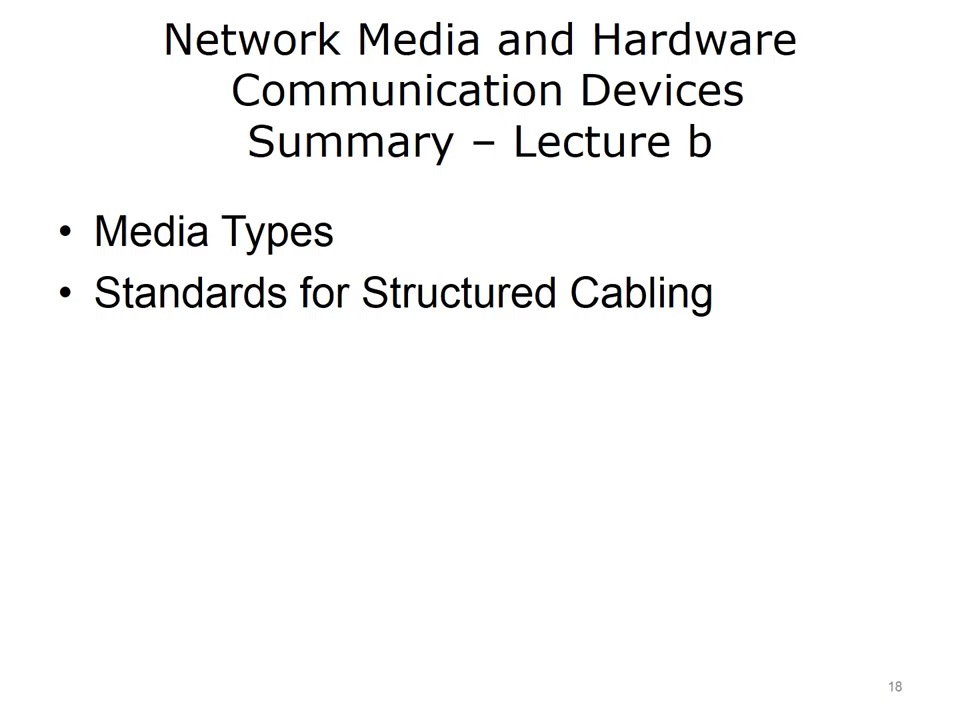 Network Media and Hardware
Communication Devices
Summary – Lecture b
• Media Types
• Standards for Structured Cabling
18